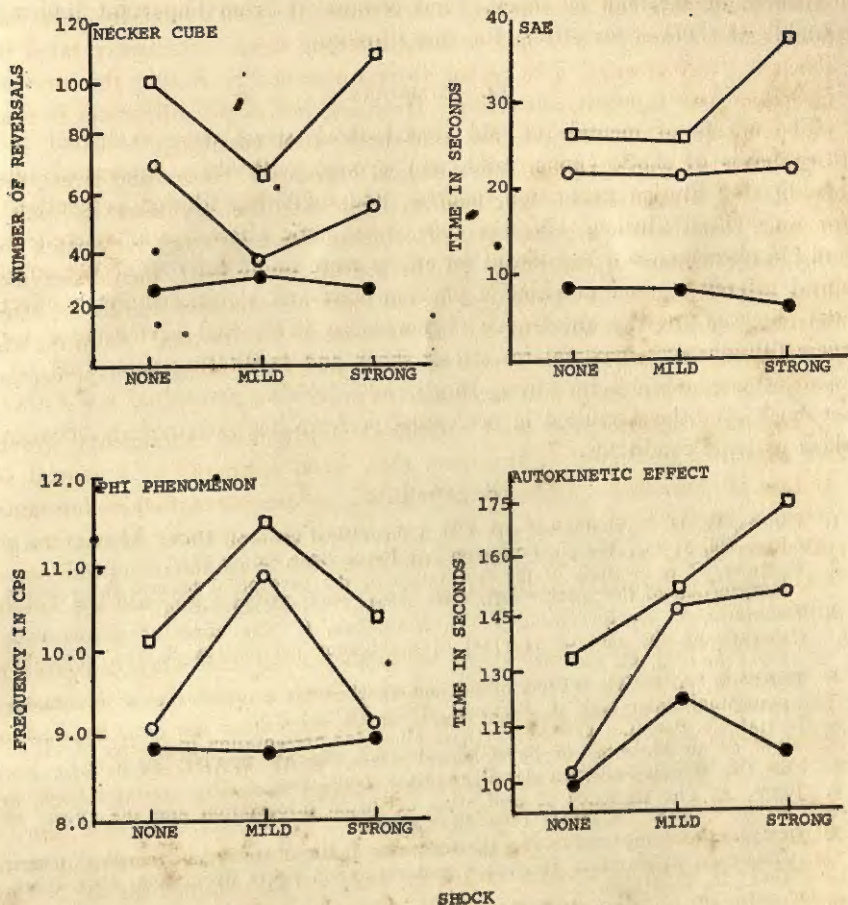 NECKER CUBE
NUMBER OF REVERSALS
120
100
80
60
40
20
NONE MILD STRONG
SAE
TIME IN SECONDS
40
30
20
10
NONE MILD STRONG
PHI PHENOMENON
FREQUENCY IN CPS
12.0
11.0
10.0
9.0
8.0
NONE MILD STRONG
AUTOKINETIC EFFECT
TIME IN SECONDS
175
160
145
130
115
100
NONE MILD STRONG
SHOCK